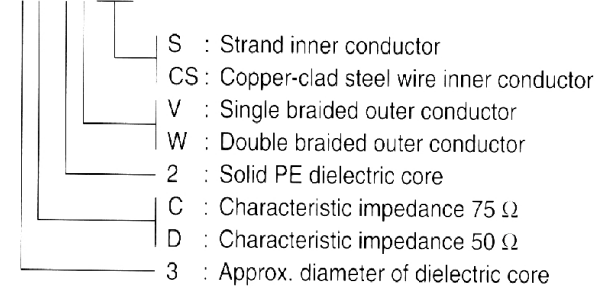 S : Strand inner conductor
CS : Copper-clad steel wire inner conductor
V : Single braided outer conductor
W : Double braided outer conductor
2 : Solid PE dielectric core
C : Characteristic impedance 75 Ω
D : Characteristic impedance 50 Ω
3 : Approx. diameter of dielectric core